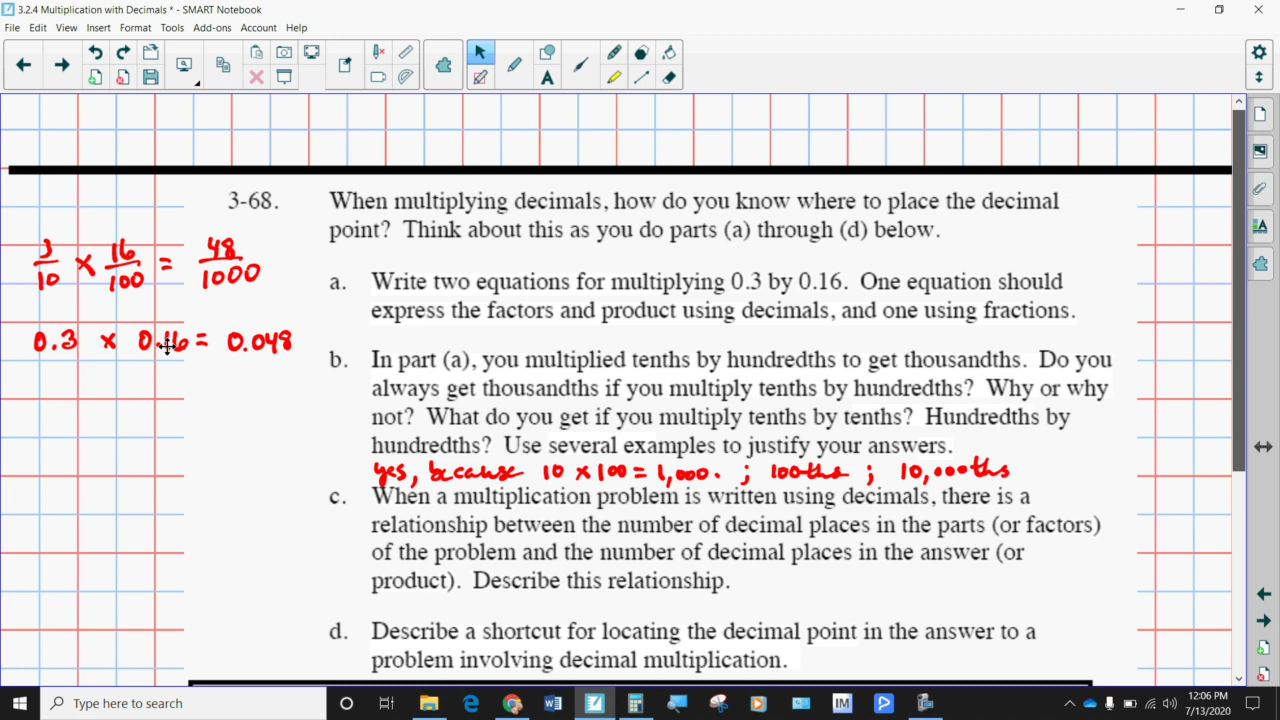 3.2.4 Multiplication with Decimals * - SMART Notebook
File Edit View Insert Format Tools Add-ons Account Help
3-68. When multiplying decimals, how do you know where to place the decimal
point? Think about this as you do parts (a) through (d) below.
3/10 × 16/100 = 48/1000
a. Write two equations for multiplying 0.3 by 0.16. One equation should
express the factors and product using decimals, and one using fractions.
0.3 × 0.16 = 0.048
b. In part (a), you multiplied tenths by hundredths to get thousandths. Do you
always get thousandths if you multiply tenths by hundredths? Why or why
not? What do you get if you multiply tenths by tenths? Hundredths by
hundredths? Use several examples to justify your answers.
yes, because 10 × 100 = 1,000. ; 100ths ; 10,000ths
c. When a multiplication problem is written using decimals, there is a
relationship between the number of decimal places in the parts (or factors)
of the problem and the number of decimal places in the answer (or
product). Describe this relationship.
d. Describe a shortcut for locating the decimal point in the answer to a
problem involving decimal multiplication.
Type here to search
12:06 PM
7/13/2020